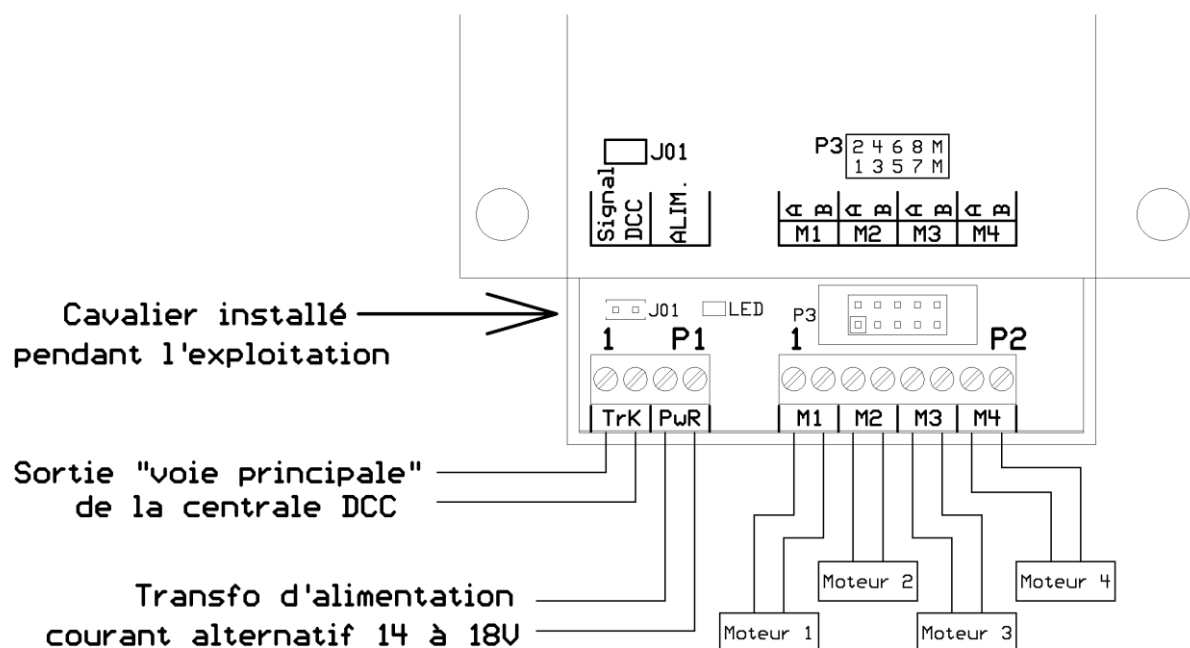 J01
Signal
DCC
ALIM.
P3
2 4 6 8 M
1 3 5 7 M
A B A B A B A B
M1 M2 M3 M4
Cavalier installé
pendant l'exploitation
J01
LED
P3
1 P1
1 P2
TrK PwR
M1 M2 M3 M4
Sortie "voie principale"
de la centrale DCC
Transfo d'alimentation
courant alternatif 14 à 18V
Moteur 2
Moteur 4
Moteur 1
Moteur 3